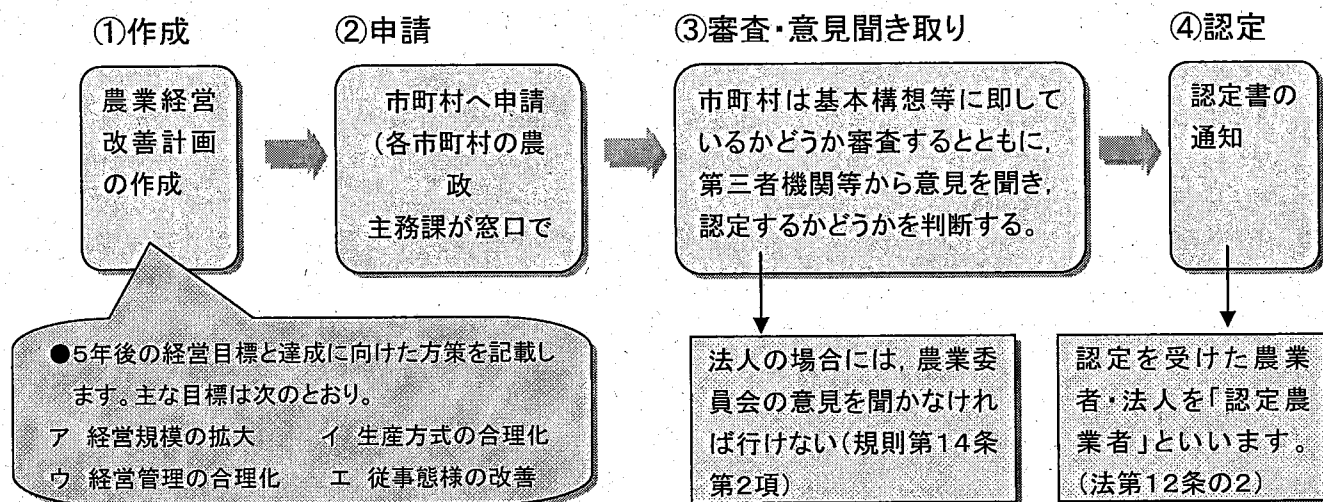 ①作成
②申請
③審査・意見聞き取り
④認定
農業経営
改善計画
の作成
市町村へ申請
(各市町村の農
政
主務課が窓口で
市町村は基本構想等に即して
いるかどうか審査するとともに,
第三者機関等から意見を聞き,
認定するかどうかを判断する。
認定書の
通知
●5年後の経営目標と達成に向けた方策を記載し
ます。主な目標は次のとおり。
ア 経営規模の拡大 イ 生産方式の合理化
ウ 経営管理の合理化 エ 従事態様の改善
法人の場合には, 農業委
員会の意見を聞かなけれ
ば行けない(規則第14条
第2項)
認定を受けた農業
者・法人を「認定農
業者」といいます。
(法第12条の2)